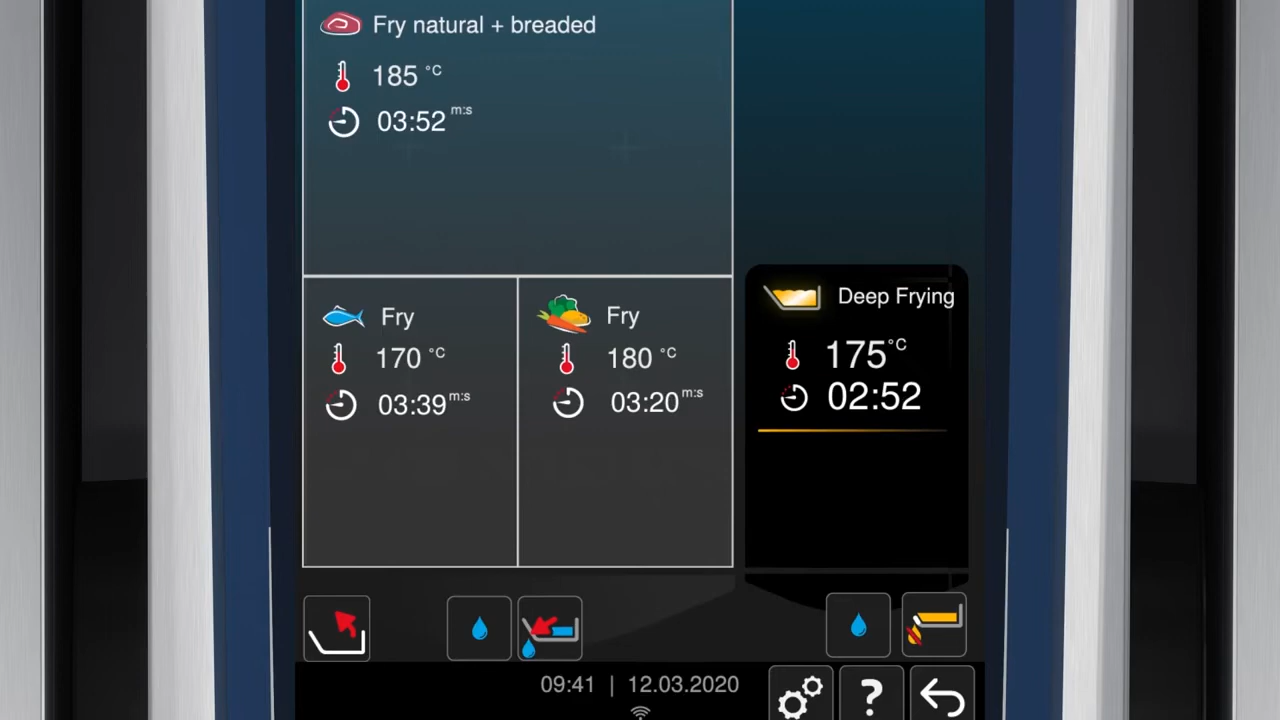 Fry natural + breaded
185 °C
03:52 m:s
Fry
170 °C
03:39 m:s
Fry
180 °C
03:20 m:s
Deep Frying
175 °C
02:52
09:41 | 12.03.2020
?